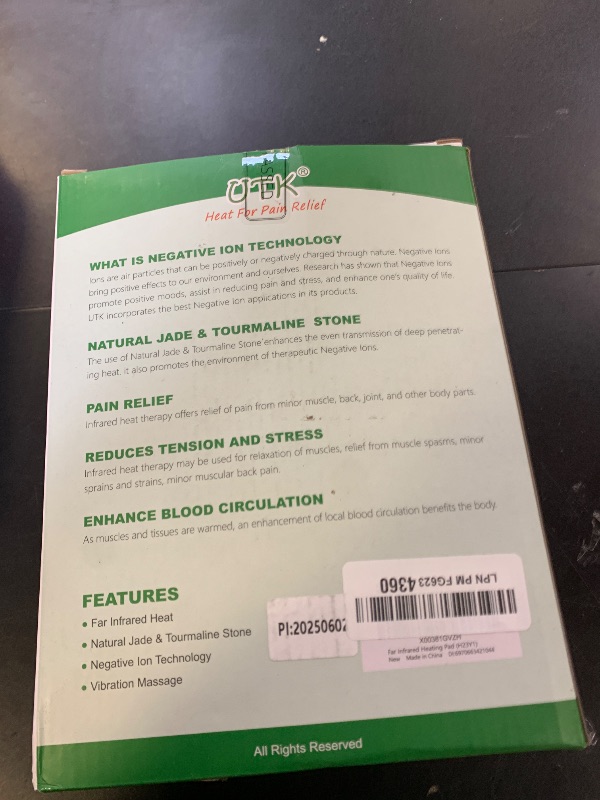 UTK®
Heat For Pain Relief
WHAT IS NEGATIVE ION TECHNOLOGY
Ions are air particles that can be positively or negatively charged through nature. Negative Ions
bring positive effects to our environment and ourselves. Research has shown that Negative Ions
promote positive moods, assist in reducing pain and stress, and enhance one's quality of life.
UTK incorporates the best Negative Ion applications in its products.
NATURAL JADE & TOURMALINE STONE
The use of Natural Jade & Tourmaline Stone enhances the even transmission of deep penetrat-
ing heat. it also promotes the environment of therapeutic Negative Ions.
PAIN RELIEF
Infrared heat therapy offers relief of pain from minor muscle, back, joint, and other body parts.
REDUCES TENSION AND STRESS
Infrared heat therapy may be used for relaxation of muscles, relief from muscle spasms, minor
sprains and strains, minor muscular back pain.
ENHANCE BLOOD CIRCULATION
As muscles and tissues are warmed, an enhancement of local blood circulation benefits the body.
FEATURES
• Far Infrared Heat
• Natural Jade & Tourmaline Stone
• Negative Ion Technology
• Vibration Massage
PI:20250602
LPN PM FG623 4360
Far Infrared Heating Pad
New Made in China
All Rights Reserved